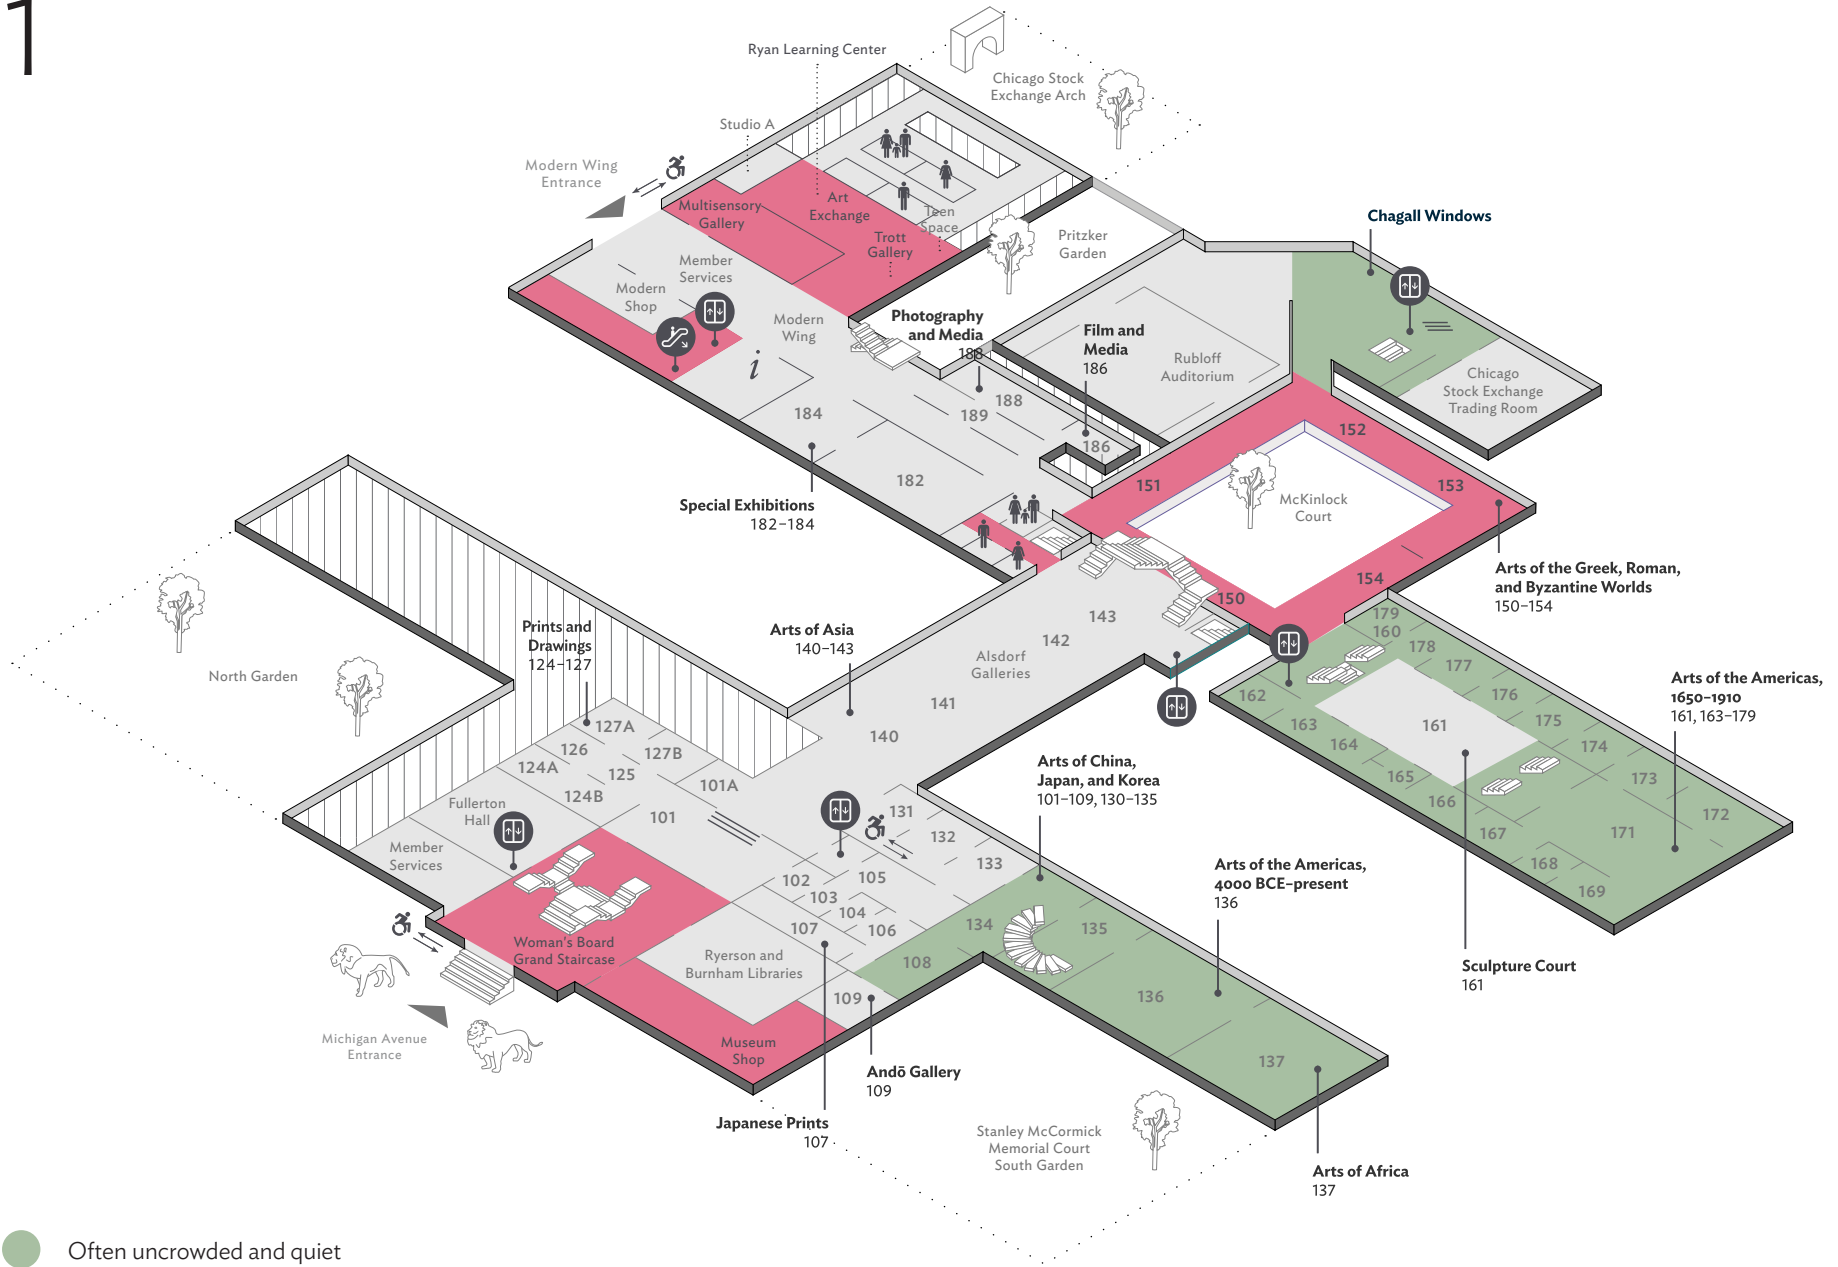 1
Ryan Learning Center
Chicago Stock
Exchange Arch
Studio A
Modern Wing
Entrance
Multisensory
Gallery
Art
Exchange
Teen
Space
Trott
Gallery
Pritzker
Garden
Chagall Windows
Member
Services
Modern
Shop
Modern
Wing
i
Photography
and Media
188
Film and
Media
186
Rubloff
Auditorium
Chicago
Stock Exchange
Trading Room
184
188
189
186
182
152
151
153
McKinlock
Court
154
150
Special Exhibitions
182–184
Arts of the Greek, Roman,
and Byzantine Worlds
150–154
Prints and
Drawings
124–127
Arts of Asia
140–143
143
142
Alsdorf
Galleries
141
140
North Garden
179
160
178
177
176
175
174
173
172
171
162
163
164
165
166
167
168
169
161
Arts of the Americas,
1650–1910
161, 163–179
127A
126
127B
124A
125
124B
101A
101
Fullerton
Hall
Member
Services
Arts of China,
Japan, and Korea
101–109, 130–135
131
132
133
102
105
103
104
107
106
134
135
108
109
136
137
Arts of the Americas,
4000 BCE–present
136
Woman's Board
Grand Staircase
Ryerson and
Burnham Libraries
Sculpture Court
161
Michigan Avenue
Entrance
Museum
Shop
Andō Gallery
109
Japanese Prints
107
Stanley McCormick
Memorial Court
South Garden
Arts of Africa
137
Often uncrowded and quiet